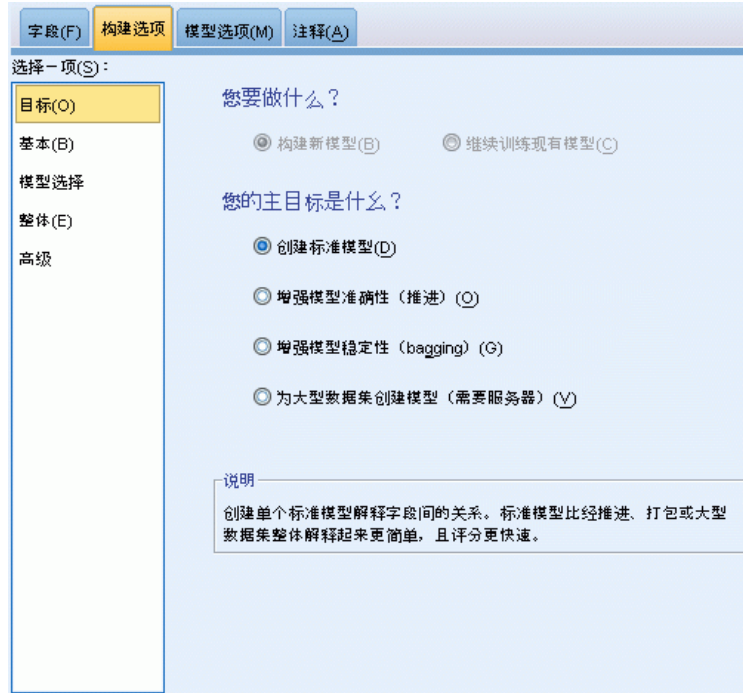 字段(F) 构建选项 模型选项(M) 注释(A)
选择一项(S)：
目标(O)
基本(B)
模型选择
整体(E)
高级
您要做什么？
构建新模型(B) 继续训练现有模型(C)
您的主目标是什么？
创建标准模型(D)
增强模型准确性（推进）(O)
增强模型稳定性（bagging）(G)
为大型数据集创建模型（需要服务器）(V)
说明
创建单个标准模型解释字段间的关系。标准模型比经推进、打包或大型
数据集整体解释起来更简单，且评分更快速。